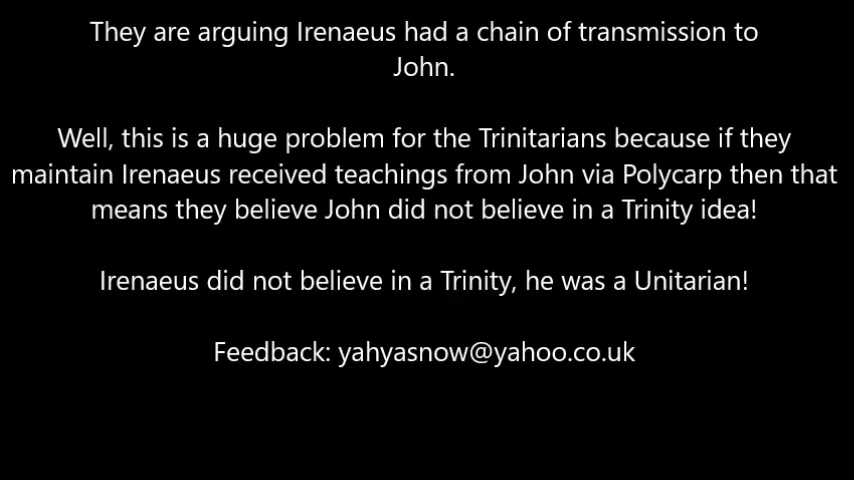 They are arguing Irenaeus had a chain of transmission to
John.
Well, this is a huge problem for the Trinitarians because if they
maintain Irenaeus received teachings from John via Polycarp then that
means they believe John did not believe in a Trinity idea!
Irenaeus did not believe in a Trinity, he was a Unitarian!
Feedback: yahyasnow@yahoo.co.uk